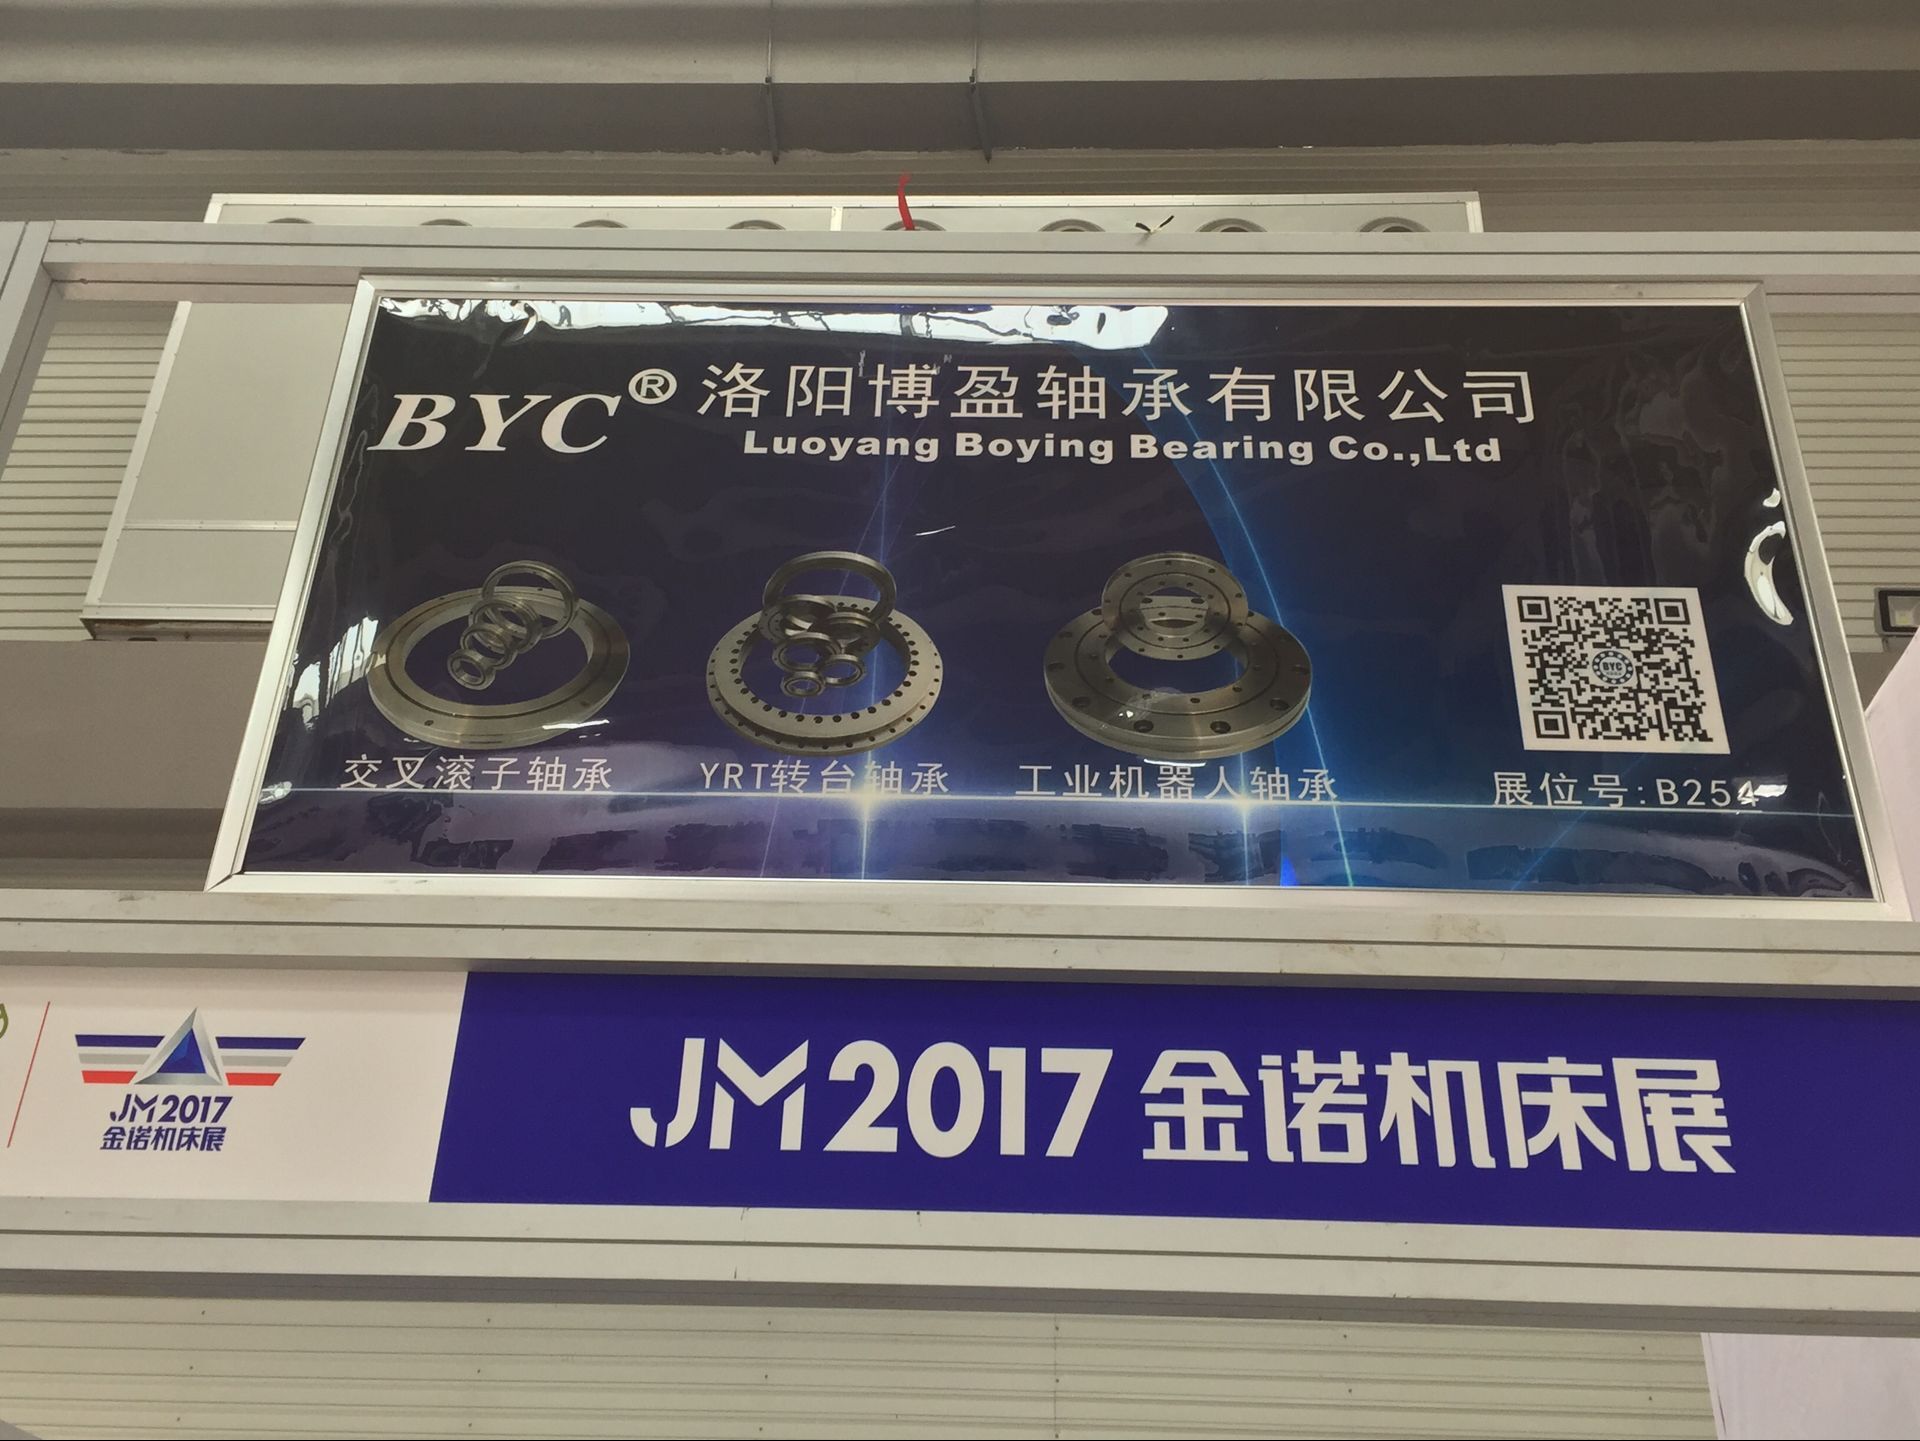 BYC® 洛阳博盈轴承有限公司
Luoyang Boying Bearing Co.,Ltd
BYC
交叉滚子轴承
YRT转台轴承
工业机器人轴承
展位号:B254
JM2017
金诺机床展
JM2017 金诺机床展